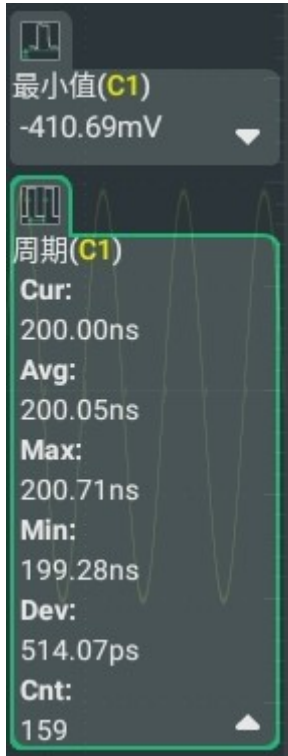 最小值(C1)
-410.69mV
周期(C1)
Cur:
200.00ns
Avg:
200.05ns
Max:
200.71ns
Min:
199.28ns
Dev:
514.07ps
Cnt:
159